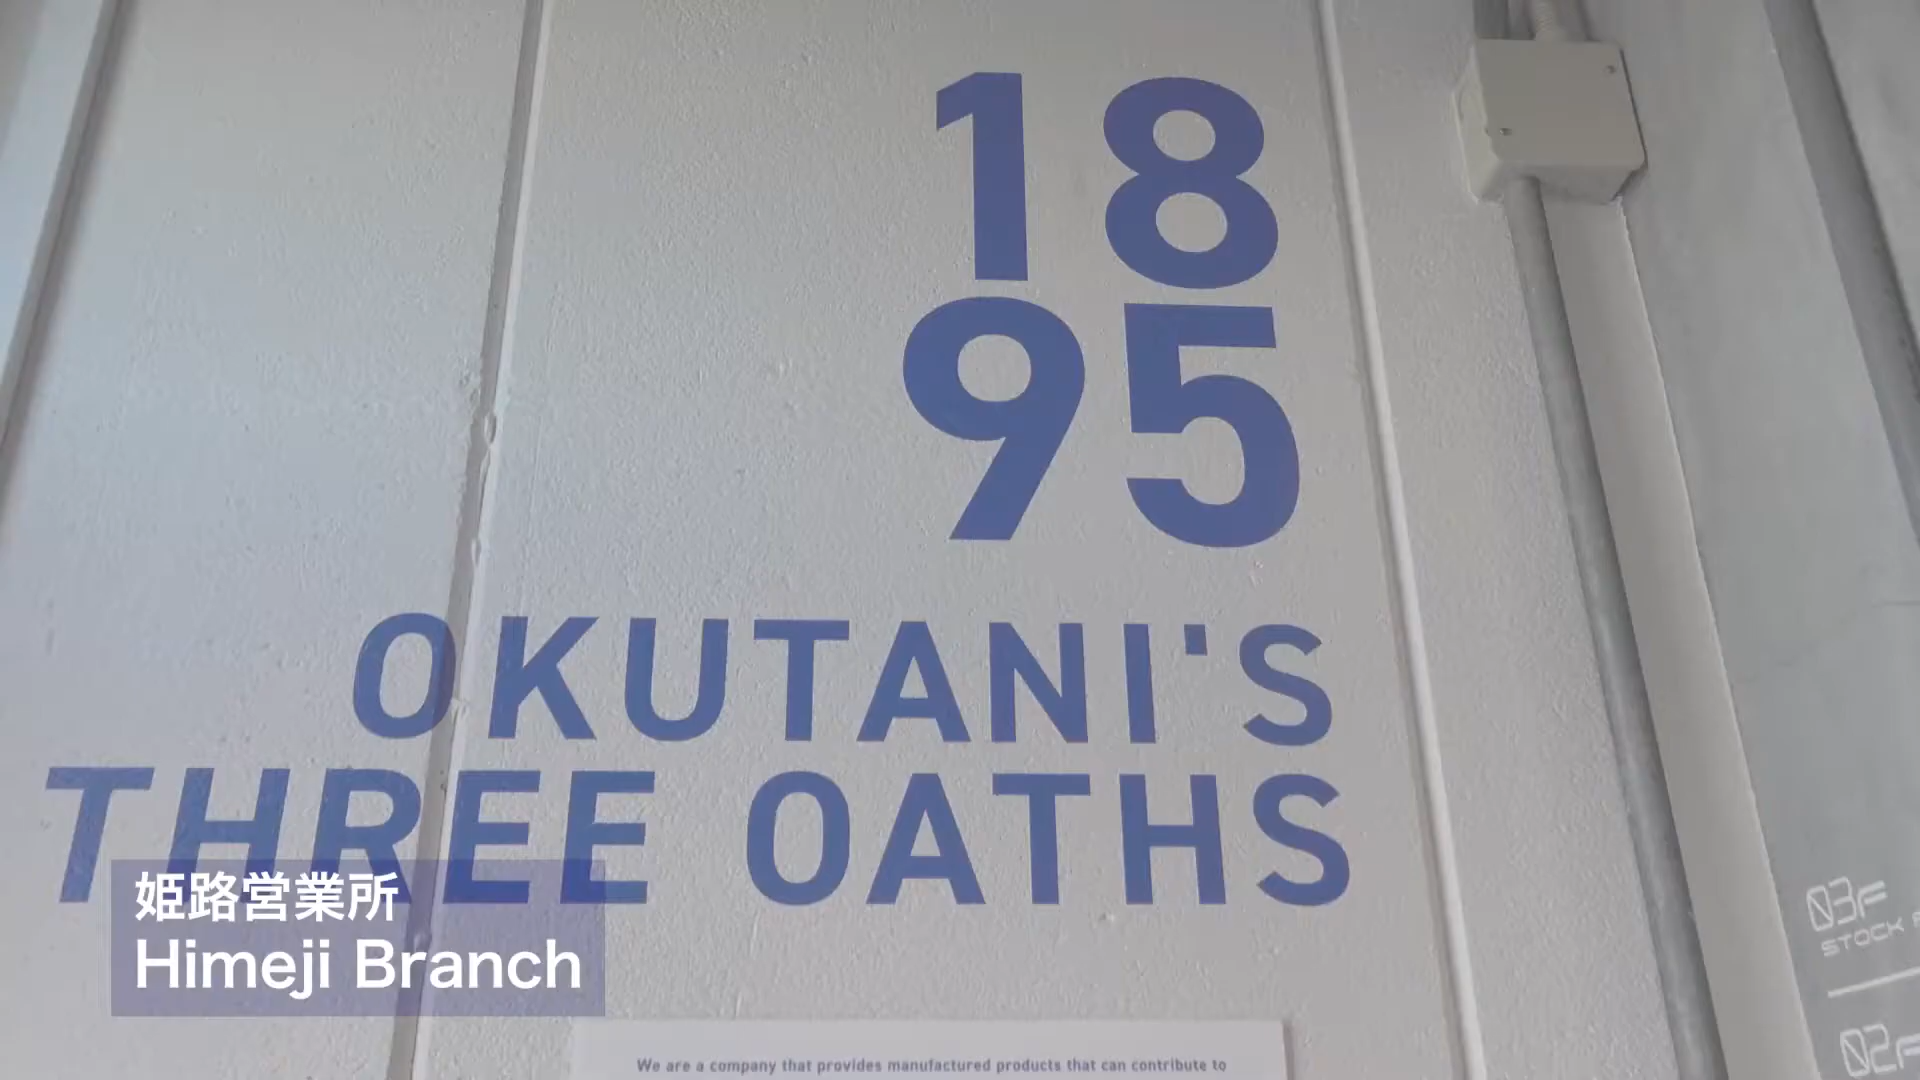 18
95
OKUTANI'S
THREE OATHS
姫路営業所
Himeji Branch
We are a company that provides manufactured products that can contribute to
03F
STOCK
02F